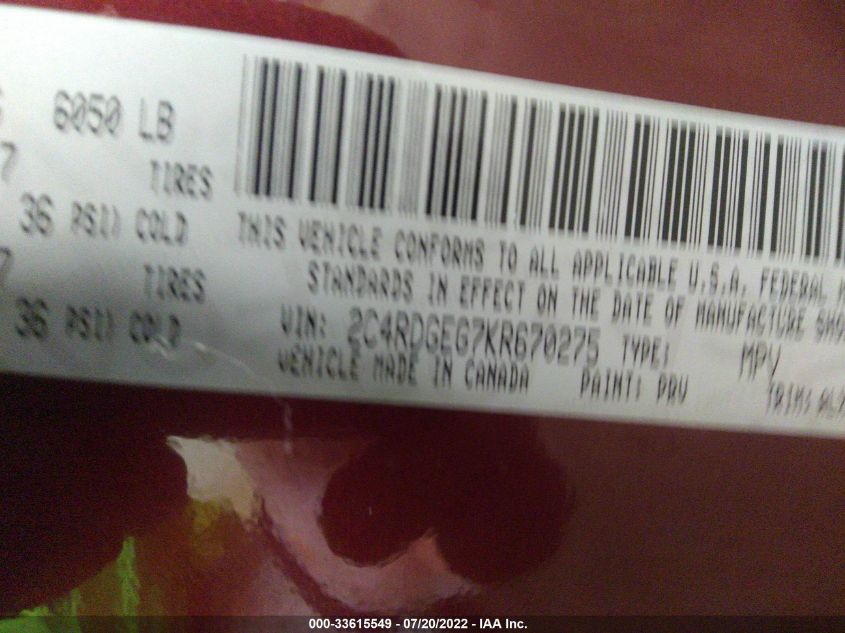 6050 LB
TIRES
36 PSI) COLD
TIRES
36 PSI) COLD
THIS VEHICLE CONFORMS TO ALL APPLICABLE U.S.A. FEDERAL
STANDARDS IN EFFECT ON THE DATE OF MANUFACTURE
VIN: 2C4RDGEG7KR670275 TYPE: MPV
VEHICLE MADE IN CANADA PAINT: PRV TRIM:
000-33615549 - 07/20/2022 - IAA Inc.